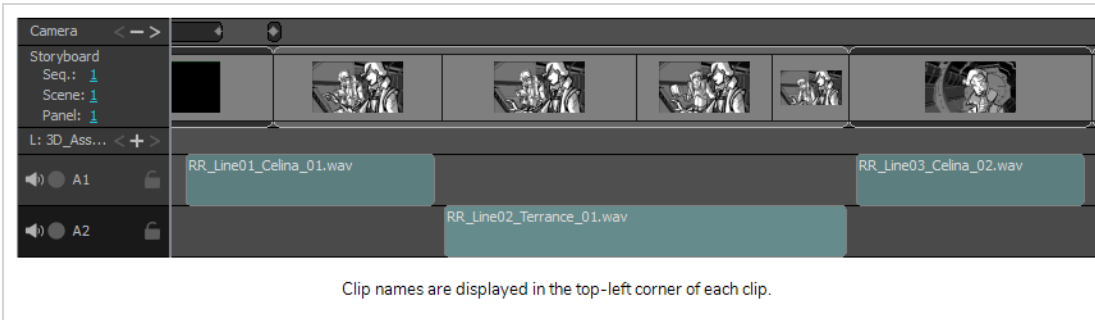 Camera < − >
Storyboard
Seq.: 1
Scene: 1
Panel: 1
L: 3D_Ass... < + >
A1
RR_Line01_Celina_01.wav
RR_Line03_Celina_02.wav
A2
RR_Line02_Terrance_01.wav
Clip names are displayed in the top-left corner of each clip.